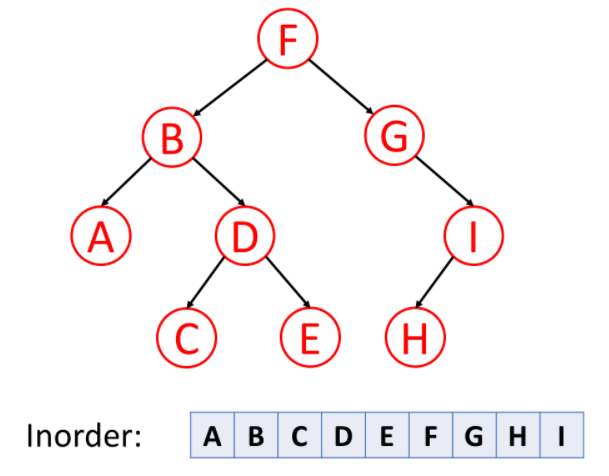 F
B G
A D I
C E H
Inorder: A B C D E F G H I